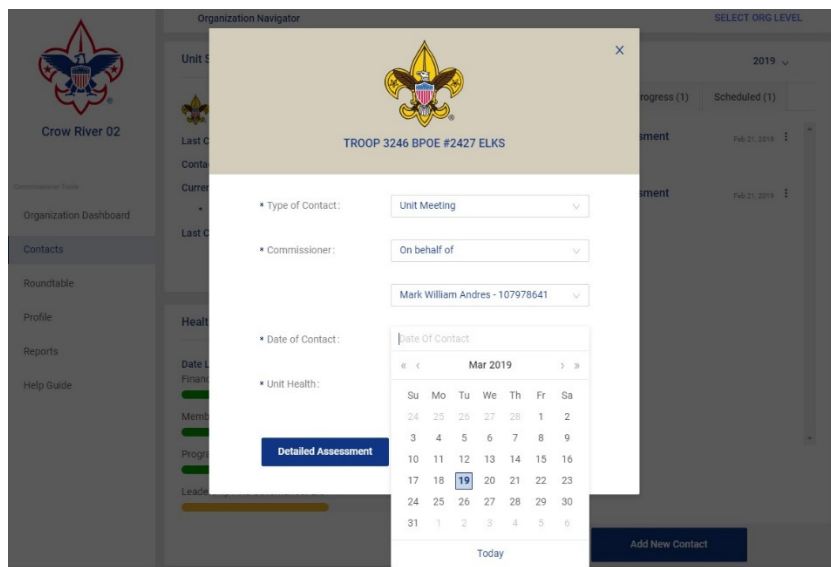 Organization Navigator
SELECT ORG LEVEL
Crow River 02
Commissioner Tools
Organization Dashboard
Contacts
Roundtable
Profile
Reports
Help Guide
Unit S
Last C
Conta
Curren
Last C
2019
rogress (1)
Scheduled (1)
sment
Feb 21, 2019
sment
Feb 21, 2019
Healt
Date L
Financ
Memb
Progra
Leade
X
TROOP 3246 BPOE #2427 ELKS
* Type of Contact:
Unit Meeting
* Commissioner:
On behalf of
Mark William Andres - 107978641
* Date of Contact:
Date Of Contact
* Unit Health:
« ‹ Mar 2019 › »
Su Mo Tu We Th Fr Sa
24 25 26 27 28 1 2
3 4 5 6 7 8 9
10 11 12 13 14 15 16
17 18 19 20 21 22 23
24 25 26 27 28 29 30
31 1 2 3 4 5 6
Today
Detailed Assessment
Add New Contact